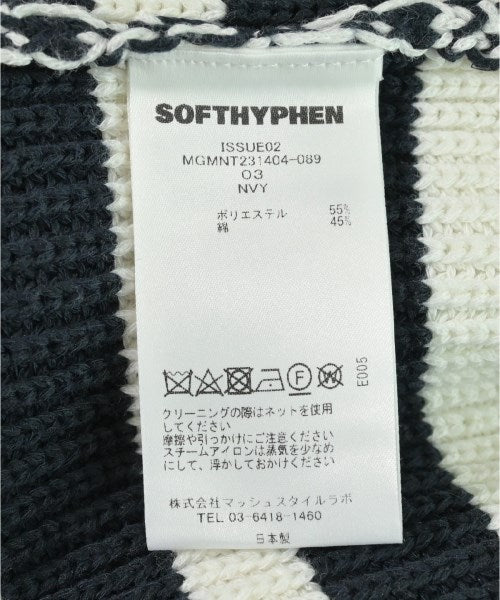 SOFTHYPHEN
ISSUE02
MGMNT231404-089
03
NVY
ポリエステル 55%
綿 45%
E005
クリーニングの際はネットを使用
してください
摩擦や引っかけにご注意ください
スチームアイロンは蒸気を少なめ
にして、浮かしておかけください
株式会社マッシュスタイルラボ
TEL 03-6418-1460
日本製